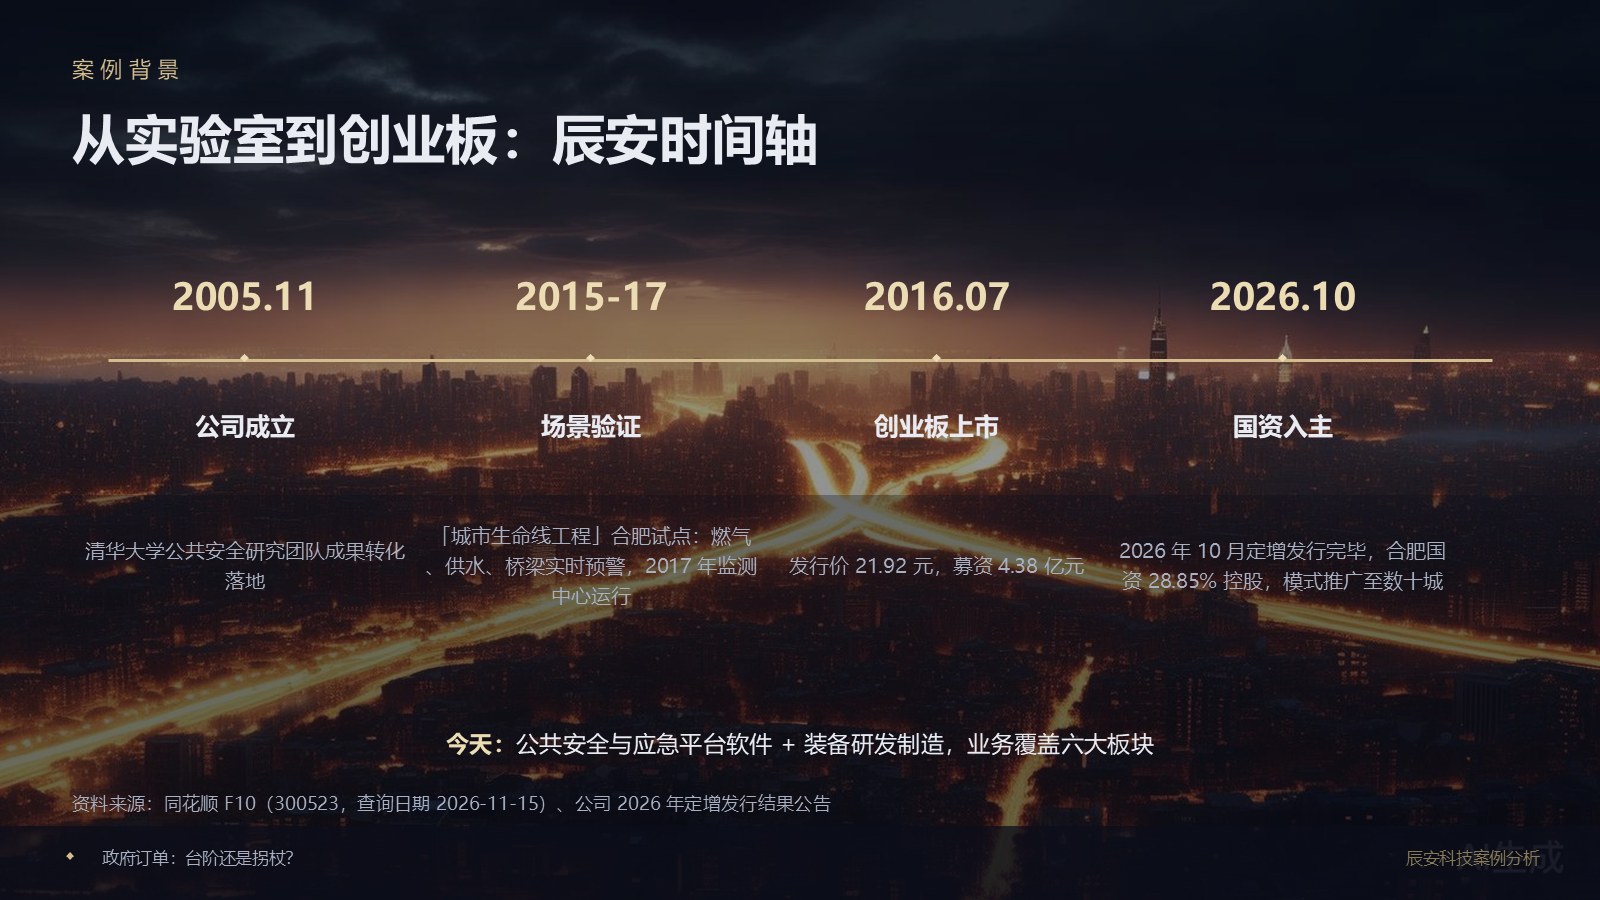 案例背景
从实验室到创业板：辰安时间轴
2005.11
2015-17
2016.07
2026.10
公司成立
场景验证
创业板上市
国资入主
清华大学公共安全研究团队成果转化
落地
「城市生命线工程」合肥试点：燃气
、供水、桥梁实时预警，2017 年监测
中心运行
发行价 21.92 元，募资 4.38 亿元
2026 年 10 月定增发行完毕，合肥国
资 28.85% 控股，模式推广至数十城
今天：公共安全与应急平台软件 + 装备研发制造，业务覆盖六大板块
资料来源：同花顺 F10（300523，查询日期 2026-11-15）、公司 2026 年定增发行结果公告
政府订单：台阶还是拐杖？
辰安科技案例分析
AI生成